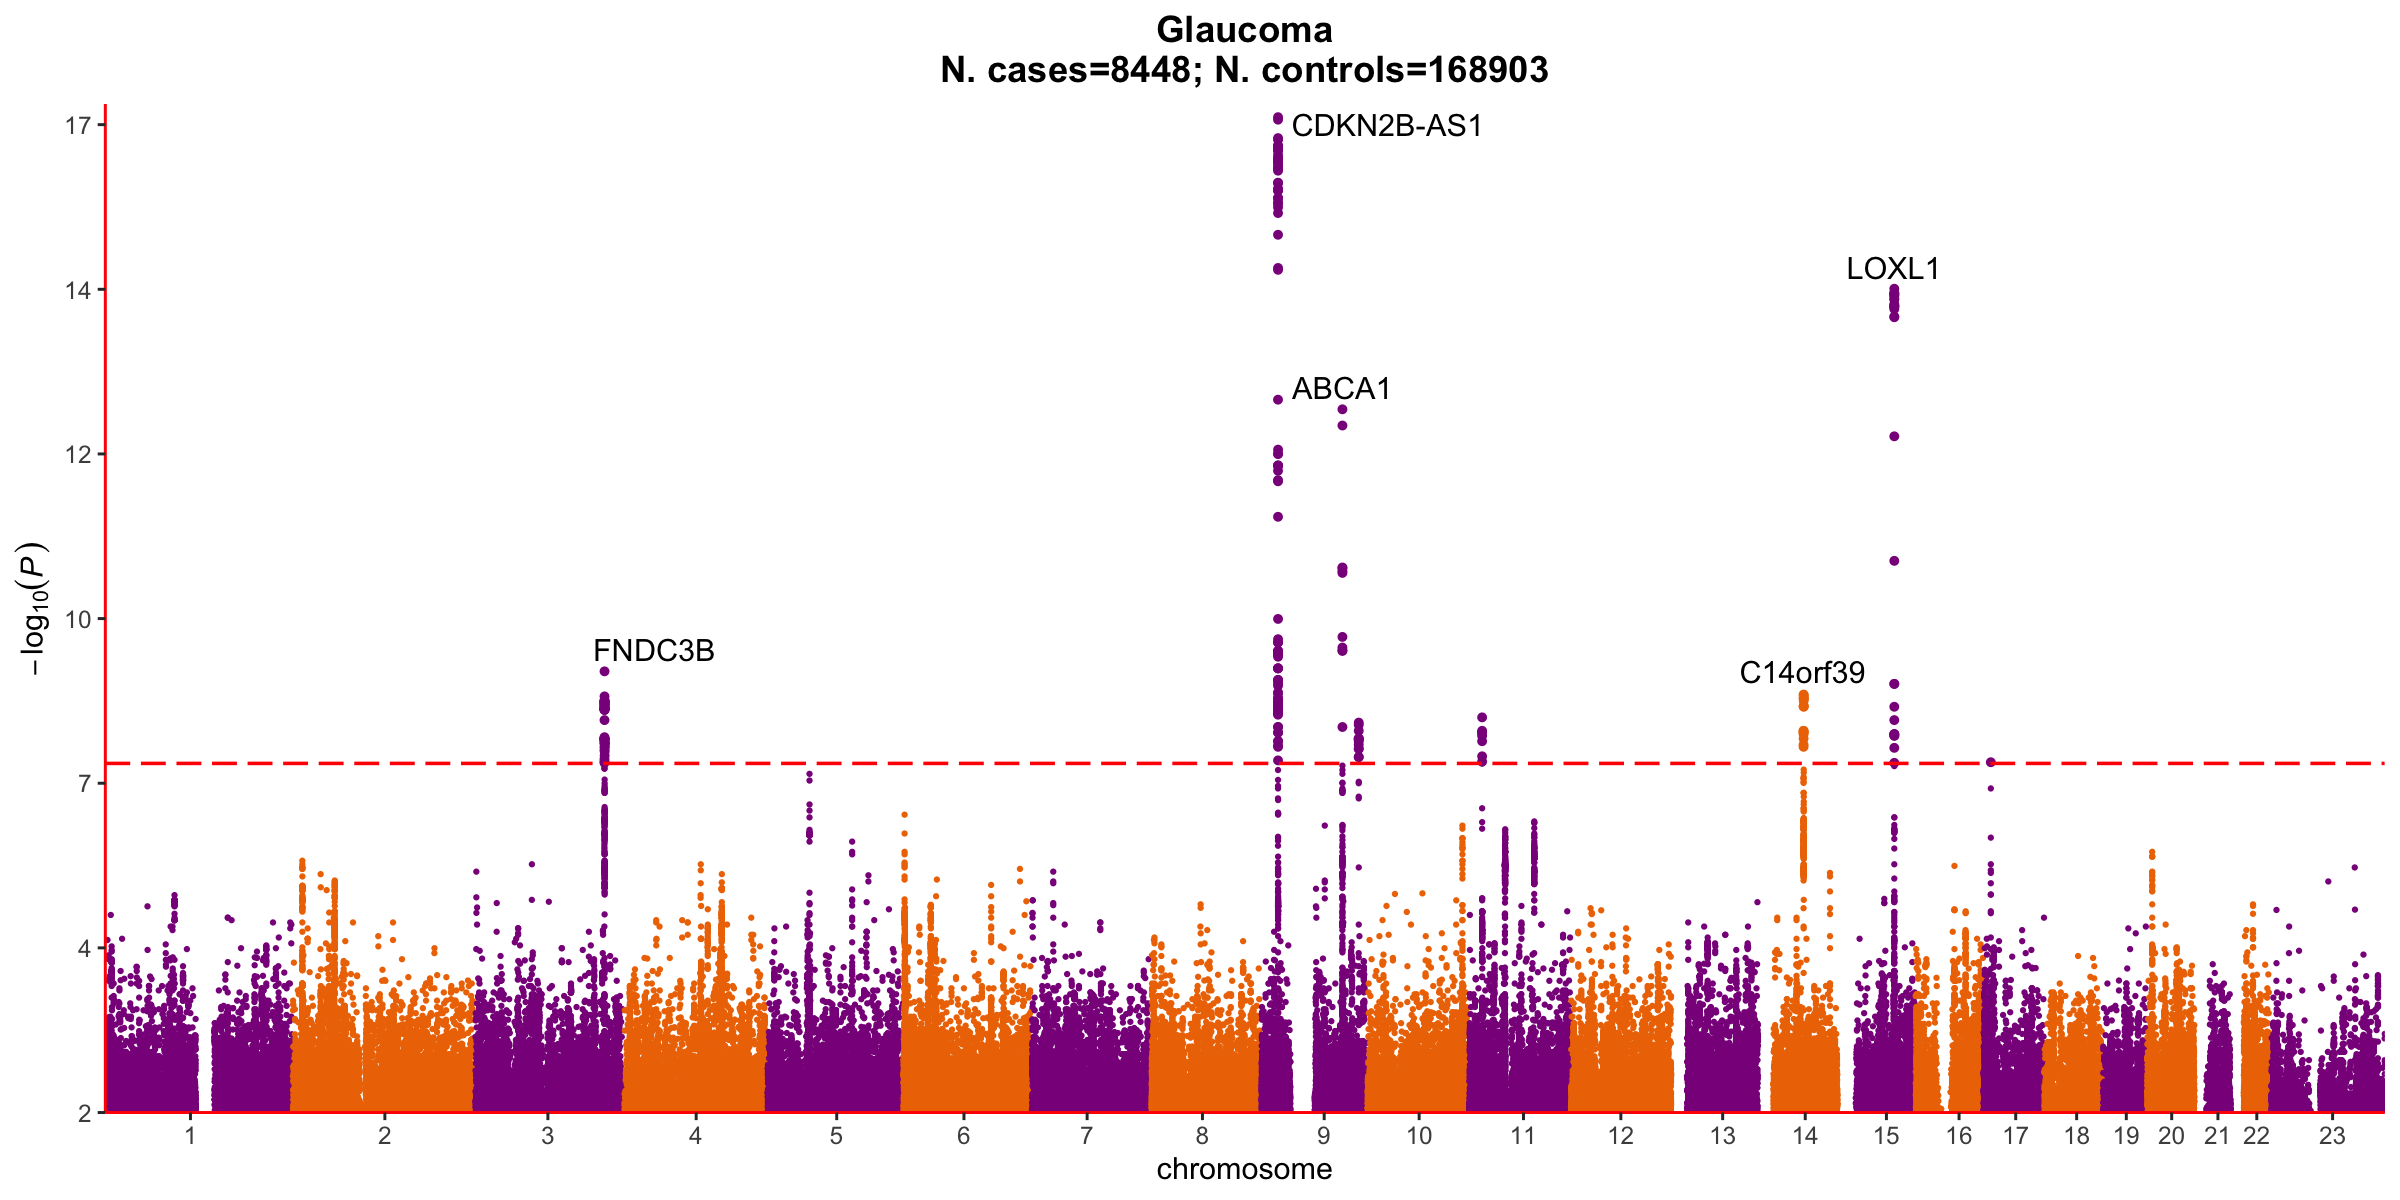 Glaucoma
N. cases=8448; N. controls=168903
17
CDKN2B-AS1
14
LOXL1
ABCA1
12
10
FNDC3B
C14orf39
7
4
2
−log10(P)
1 2 3 4 5 6 7 8 9 10 11 12 13 14 15 16 17 18 19 20 21 22 23
chromosome